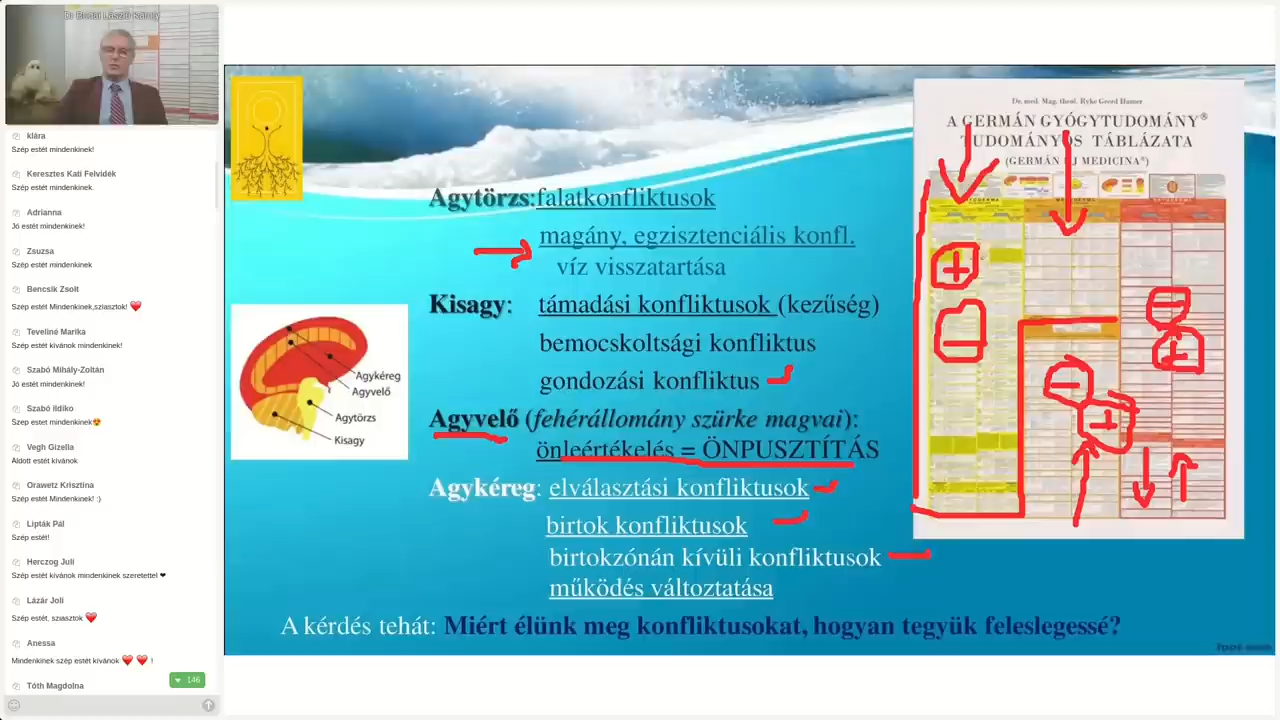 Dr Budai László Károly
klára
Szép estét mindenkinek!
Keresztes Kati Felvidék
Szép estét mindenkinek.
Adrianna
Jó estét mindenkinek!
Zsuzsa
Szép estét mindenkinek
Bencsik Zsolt
Szép estét Mindenkinek,sziasztok! ❤️
Teveliné Marika
Szép estét kívánok mindenkinek!
Szabó Mihály-Zoltán
Jó estét mindenkinek!
Szabó Ildiko
Szep estet mindenkinek😍
Vegh Gizella
Áldott estét kívánok
Orawetz Krisztina
Szép estét Mindenkinek! :)
Lipták Pál
Szép estét!
Herczog Juli
Szép estét kívánok mindenkinek szeretettel ❤
Lázár Joli
Szép estét, sziasztok ❤️
Anessa
Mindenkinek szép estét kívánok ❤️ ❤️ !
Tóth Magdolna
146
Agytörzs:falatkonfliktusok
magány, egzisztenciális konfl.
víz visszatartása
Kisagy: támadási konfliktusok (kezűség)
bemocskoltsági konfliktus
gondozási konfliktus
Agyvelő (fehérállomány szürke magvai):
önleértékelés = ÖNPUSZTÍTÁS
Agykéreg: elválasztási konfliktusok
birtok konfliktusok
birtokzónán kívüli konfliktusok
működés változtatása
A kérdés tehát: Miért élünk meg konfliktusokat, hogyan tegyük feleslegessé?
Agykéreg
Agyvelő
Agytörzs
Kisagy
Dr. med. Mag. theol. Ryke Geerd Hamer
A GERMÁN GYÓGYTUDOMÁNY®
TUDOMÁNYOS TÁBLÁZATA
(GERMÁN ÚJ MEDICINA®)